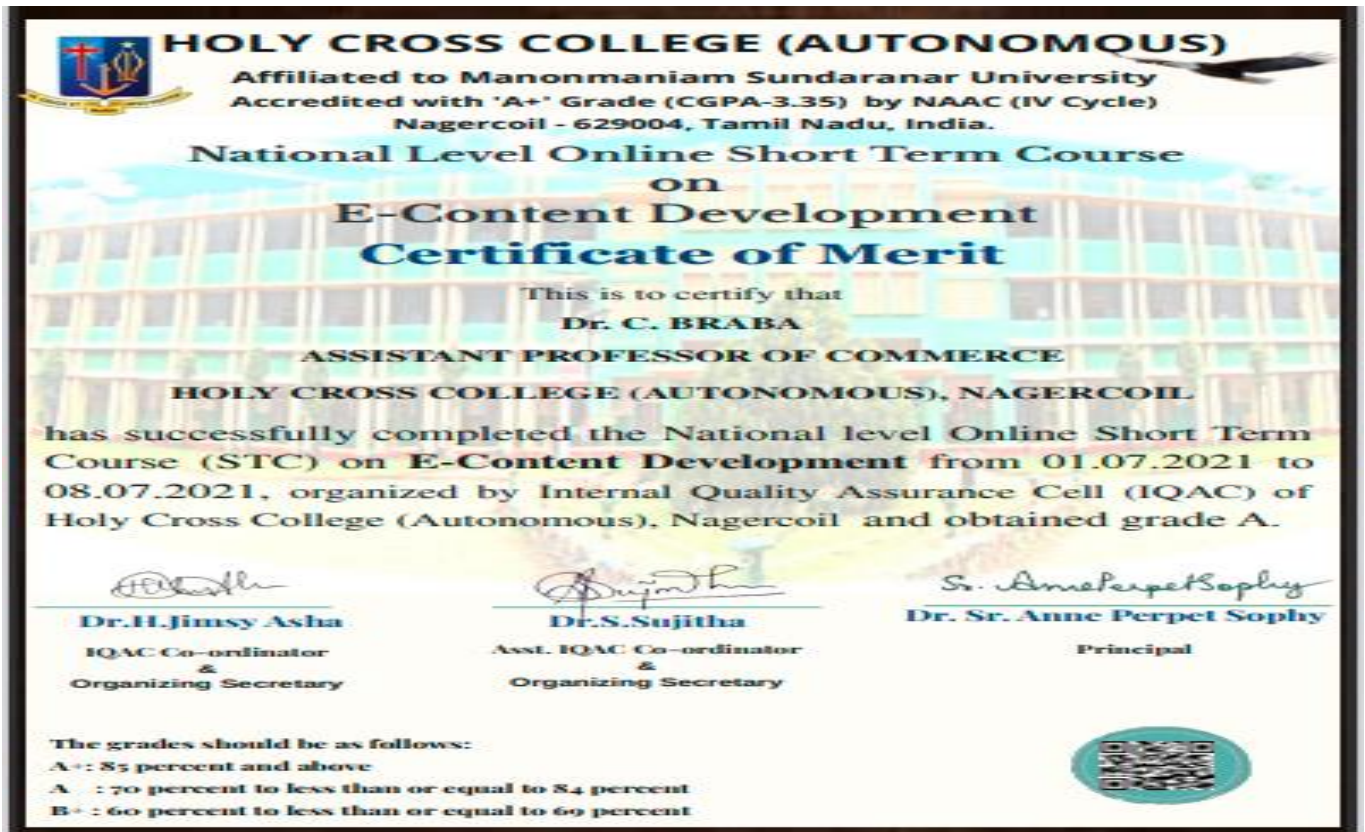 HOLY CROSS COLLEGE (AUTONOMOUS)
Affiliated to Manonmaniam Sundaranar University
Accredited with 'A+' Grade (CGPA-3.35) by NAAC (IV Cycle)
Nagercoil - 629004, Tamil Nadu, India.
National Level Online Short Term Course
on
E-Content Development
Certificate of Merit
This is to certify that
Dr. C. BRABA
ASSISTANT PROFESSOR OF COMMERCE
HOLY CROSS COLLEGE (AUTONOMOUS), NAGERCOIL
has successfully completed the National level Online Short Term
Course (STC) on E-Content Development from 01.07.2021 to
08.07.2021, organized by Internal Quality Assurance Cell (IQAC) of
Holy Cross College (Autonomous), Nagercoil and obtained grade A.
Sr. AnnePerpetSophy
Dr.H.Jimsy Asha
Dr.S.Sujitha
Dr. Sr. Anne Perpet Sophy
IQAC Co-ordinator
&
Organizing Secretary
Asst. IQAC Co-ordinator
&
Organizing Secretary
Principal
The grades should be as follows:
A+: 85 percent and above
A : 70 percent to less than or equal to 84 percent
B+ : 60 percent to less than or equal to 69 percent